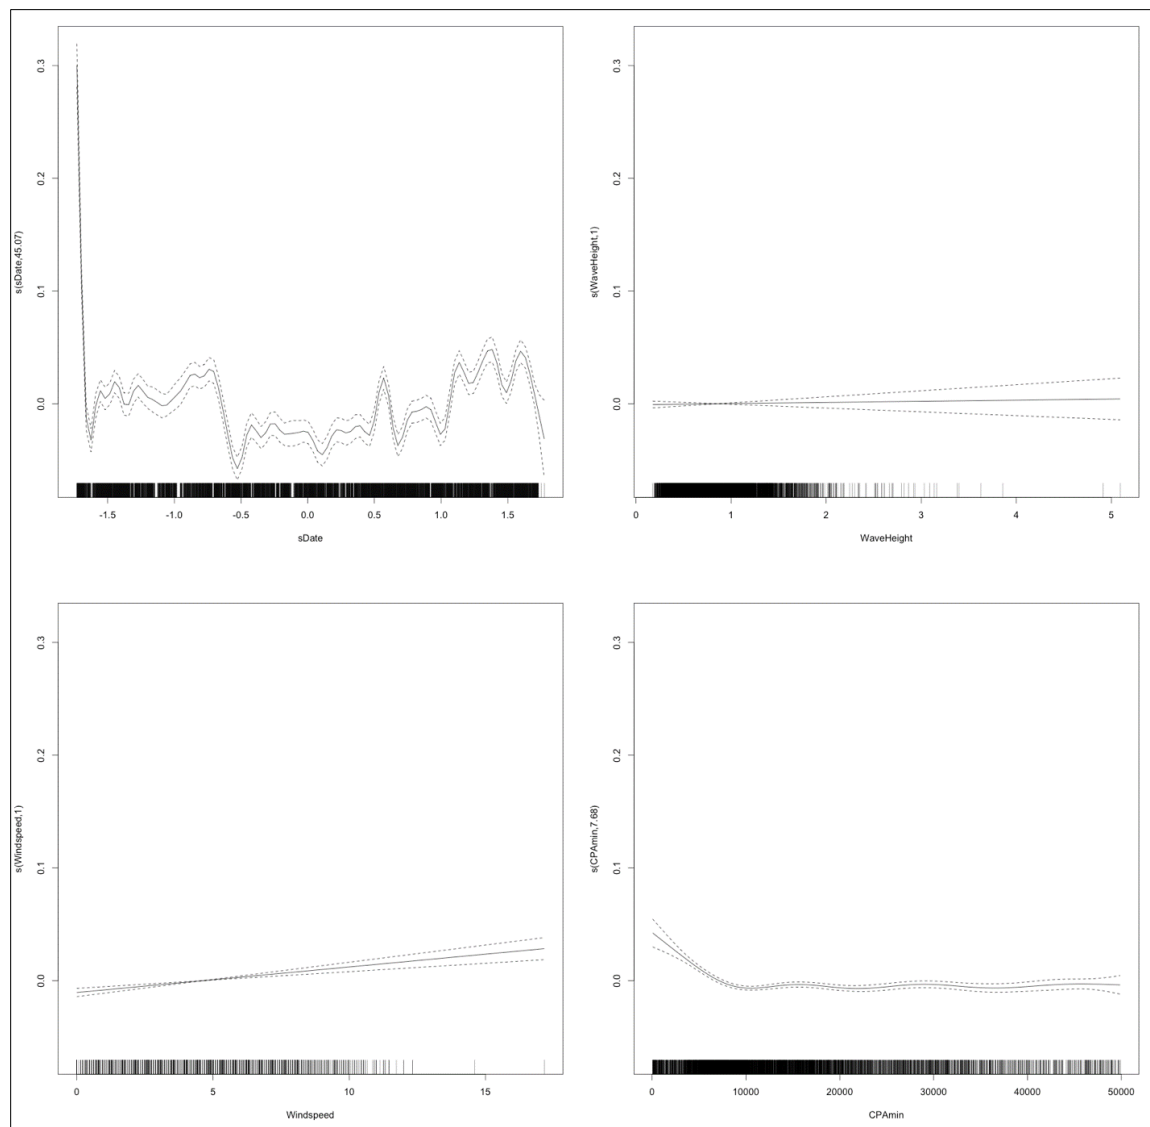 0.3
0.2
0.1
0.0
s(sDate,45.07)
-1.5 -1.0 -0.5 0.0 0.5 1.0 1.5
sDate
0.3
0.2
0.1
0.0
s(WaveHeight,1)
0 1 2 3 4 5
WaveHeight
0.3
0.2
0.1
0.0
s(Windspeed,1)
0 5 10 15
Windspeed
0.3
0.2
0.1
0.0
s(CPAmin,7.68)
0 10000 20000 30000 40000 50000
CPAmin